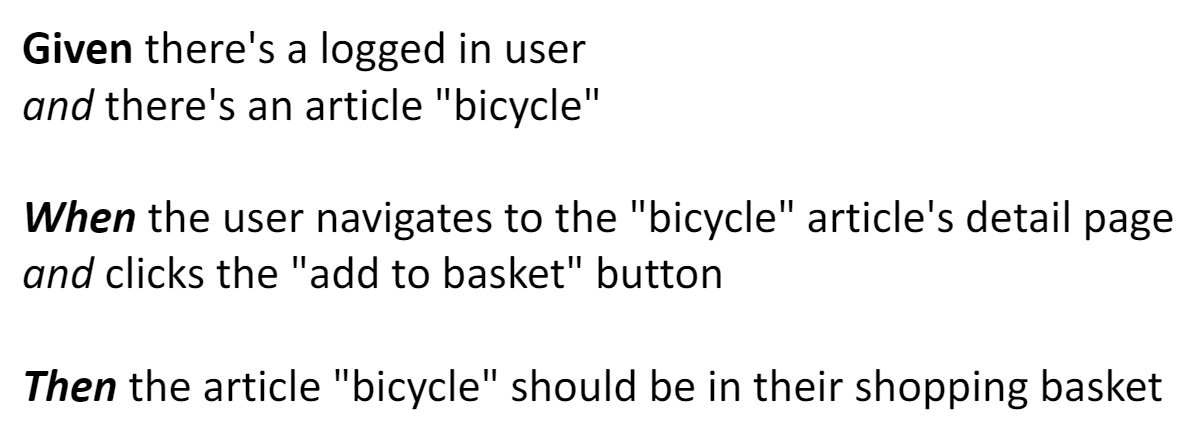 Given there's a logged in user
and there's an article "bicycle"
When the user navigates to the "bicycle" article's detail page
and clicks the "add to basket" button
Then the article "bicycle" should be in their shopping basket